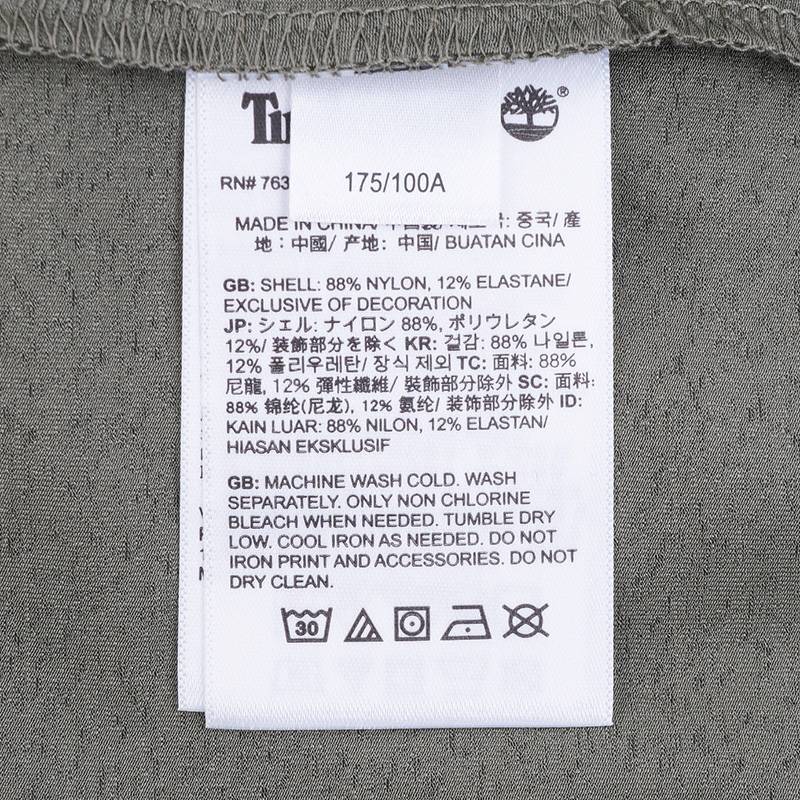 ®
RN# 763
175/100A
MADE IN CHINA/ 中国製/ 제조국: 중국/ 產
地：中國/ 产地：中国/ BUATAN CINA
GB: SHELL: 88% NYLON, 12% ELASTANE/
EXCLUSIVE OF DECORATION
JP: シェル: ナイロン 88%, ポリウレタン
12%/ 装飾部分を除く KR: 겉감: 88% 나일론,
12% 폴리우레탄/ 장식 제외 TC: 面料: 88%
尼龍, 12% 彈性纖維/ 裝飾部分除外 SC: 面料:
88% 锦纶(尼龙), 12% 氨纶/ 装饰部分除外 ID:
KAIN LUAR: 88% NILON, 12% ELASTAN/
HIASAN EKSKLUSIF
GB: MACHINE WASH COLD. WASH
SEPARATELY. ONLY NON CHLORINE
BLEACH WHEN NEEDED. TUMBLE DRY
LOW. COOL IRON AS NEEDED. DO NOT
IRON PRINT AND ACCESSORIES. DO NOT
DRY CLEAN.
30